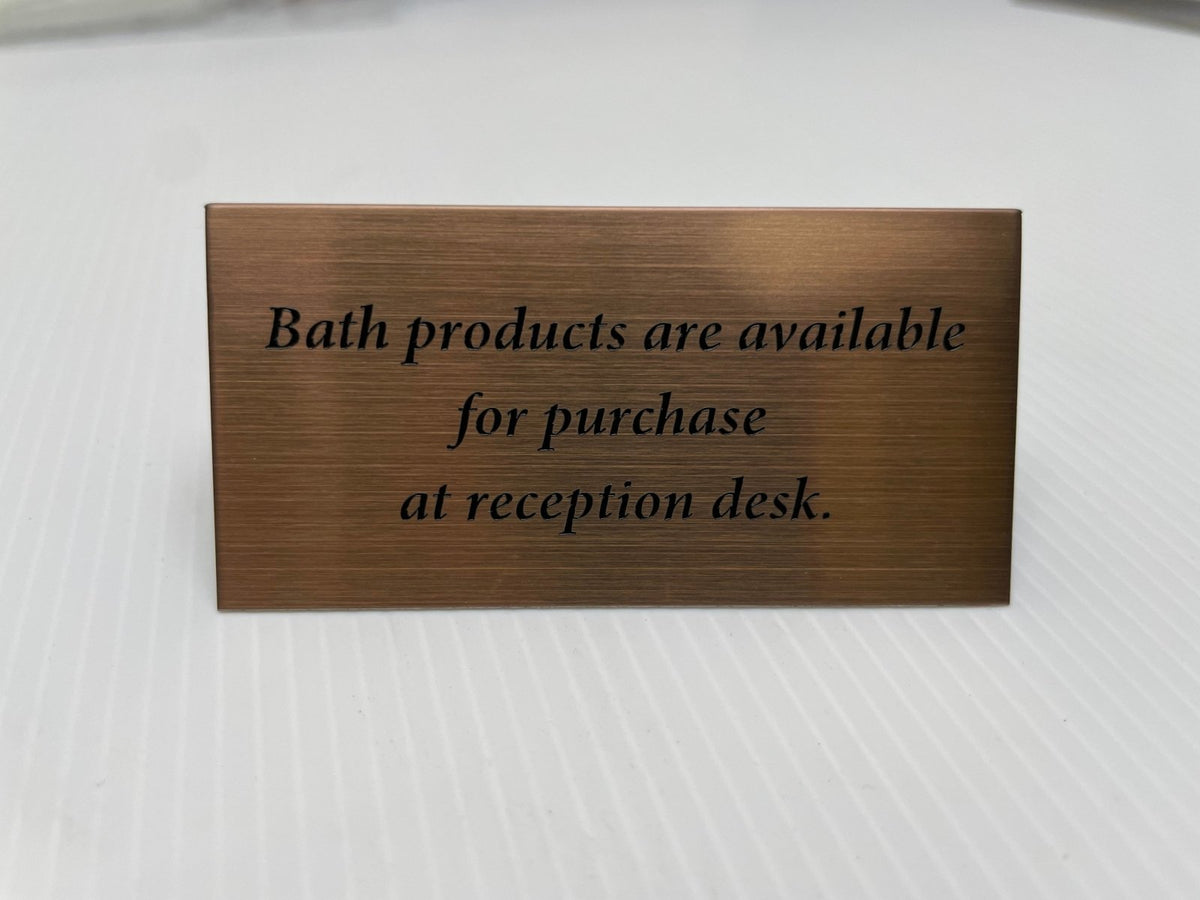 Bath products are available
for purchase
at reception desk.